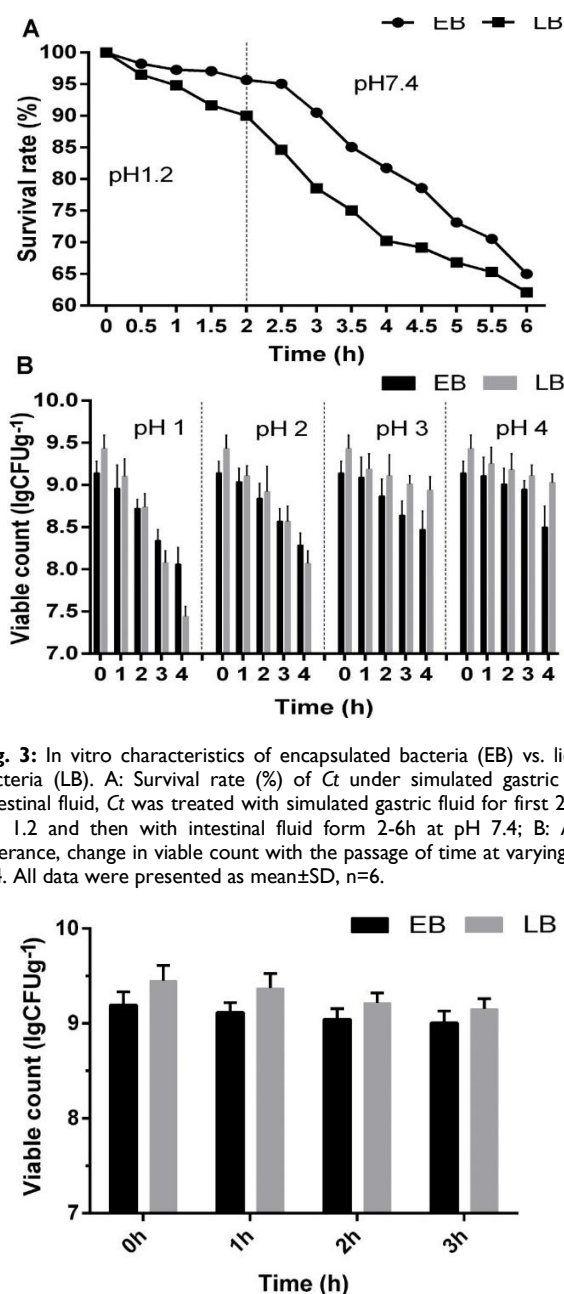 A
EB LB
100
95
90
85
80
75
70
65
60
Survival rate (%)
pH7.4
pH1.2
0 0.5 1 1.5 2 2.5 3 3.5 4 4.5 5 5.5 6
Time (h)
B
EB LB
10.0
9.5
9.0
8.5
8.0
7.5
7.0
Viable count (lgCFUg-1)
pH 1 pH 2 pH 3 pH 4
0 1 2 3 4 0 1 2 3 4 0 1 2 3 4 0 1 2 3 4
Time (h)
3: In vitro characteristics of encapsulated bacteria (EB) vs.
(LB). A: Survival rate (%) of Ct under simulated gastric
fluid, Ct was treated with simulated gastric fluid for first
1.2 and then with intestinal fluid form 2-6h at pH 7.4; B:
change in viable count with the passage of time at varying
All data were presented as mean±SD, n=6.
EB LB
10
9
8
7
Viable count (lgCFUg-1)
0h 1h 2h 3h
Time (h)